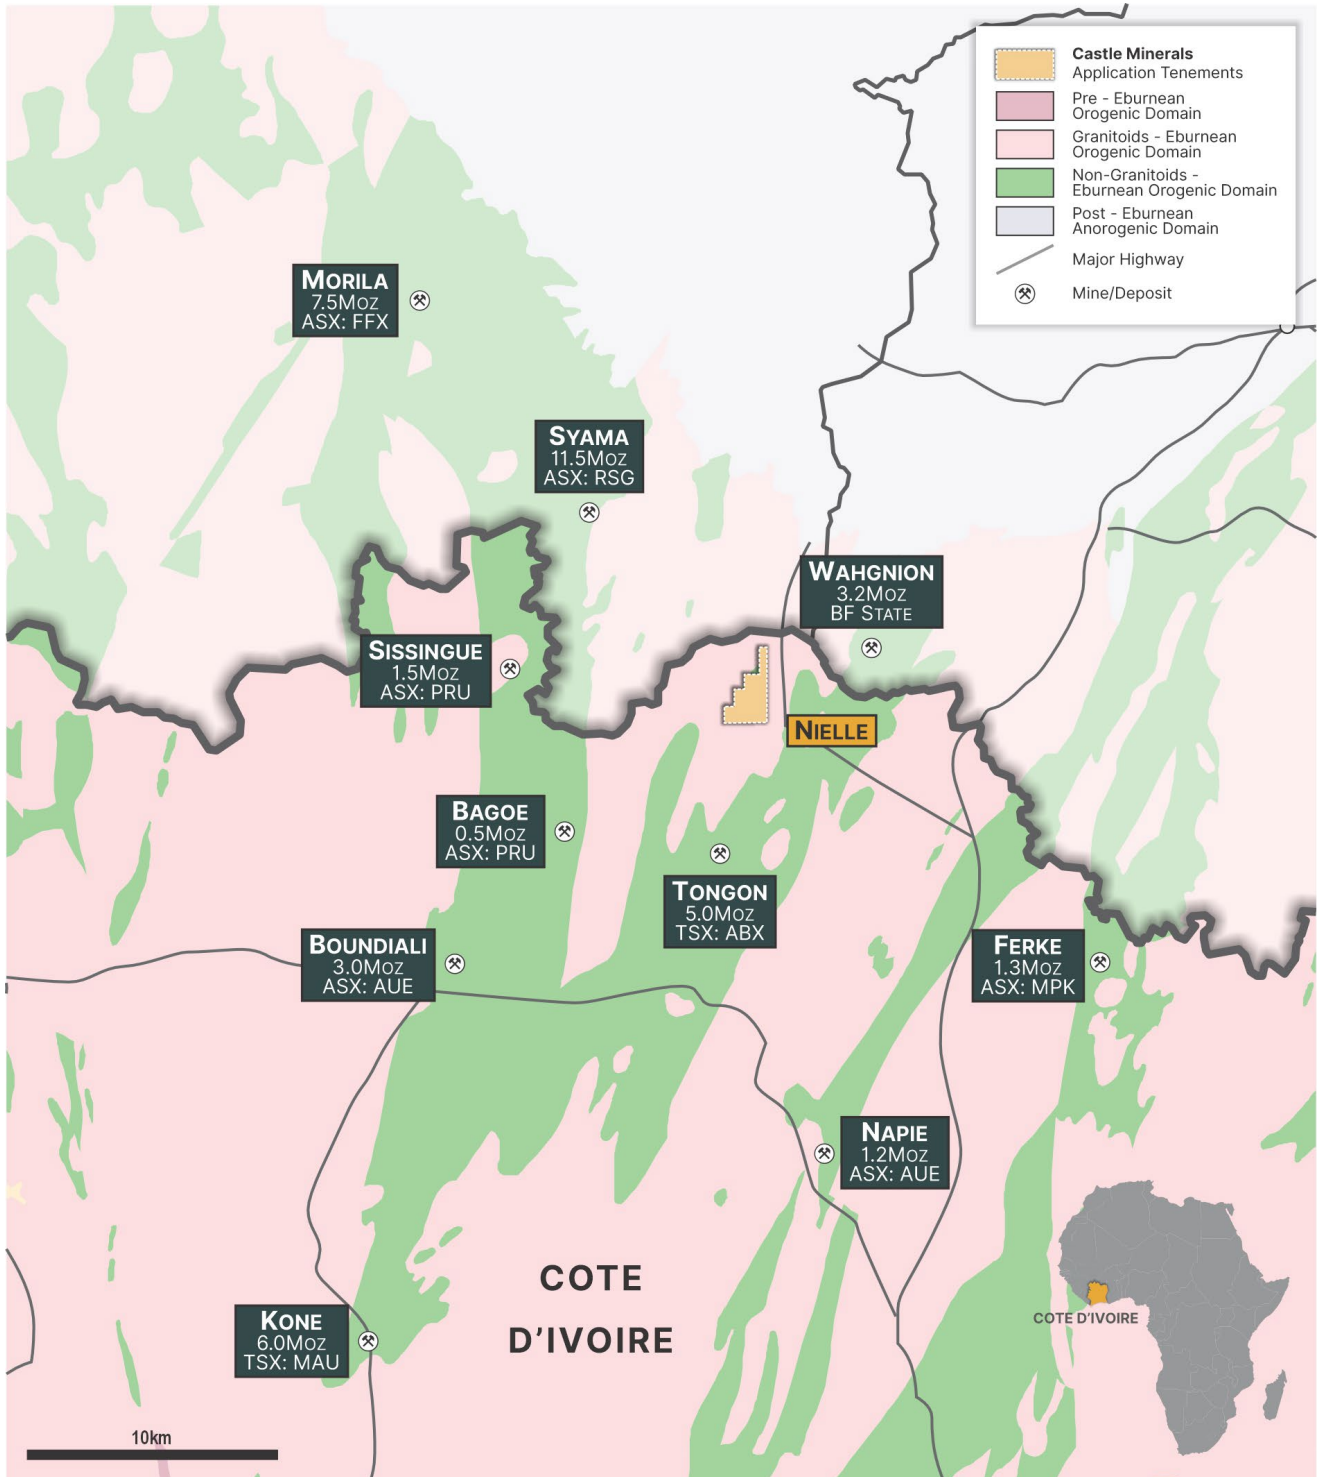 Castle Minerals
Application Tenements
Pre - Eburnean
Orogenic Domain
Granitoids - Eburnean
Orogenic Domain
Non-Granitoids -
Eburnean Orogenic Domain
Post - Eburnean
Anorogenic Domain
Major Highway
Mine/Deposit
MORILA
7.5MOZ
ASX: FFX
SYAMA
11.5MOZ
ASX: RSG
WAHGNION
3.2MOZ
BF STATE
SISSINGUE
1.5MOZ
ASX: PRU
NIELLE
BAGOE
0.5MOZ
ASX: PRU
TONGON
5.0MOZ
TSX: ABX
BOUNDIALI
3.0MOZ
ASX: AUE
FERKE
1.3MOZ
ASX: MPK
NAPIE
1.2MOZ
ASX: AUE
COTE
D'IVOIRE
KONE
6.0MOZ
TSX: MAU
COTE D'IVOIRE
10km